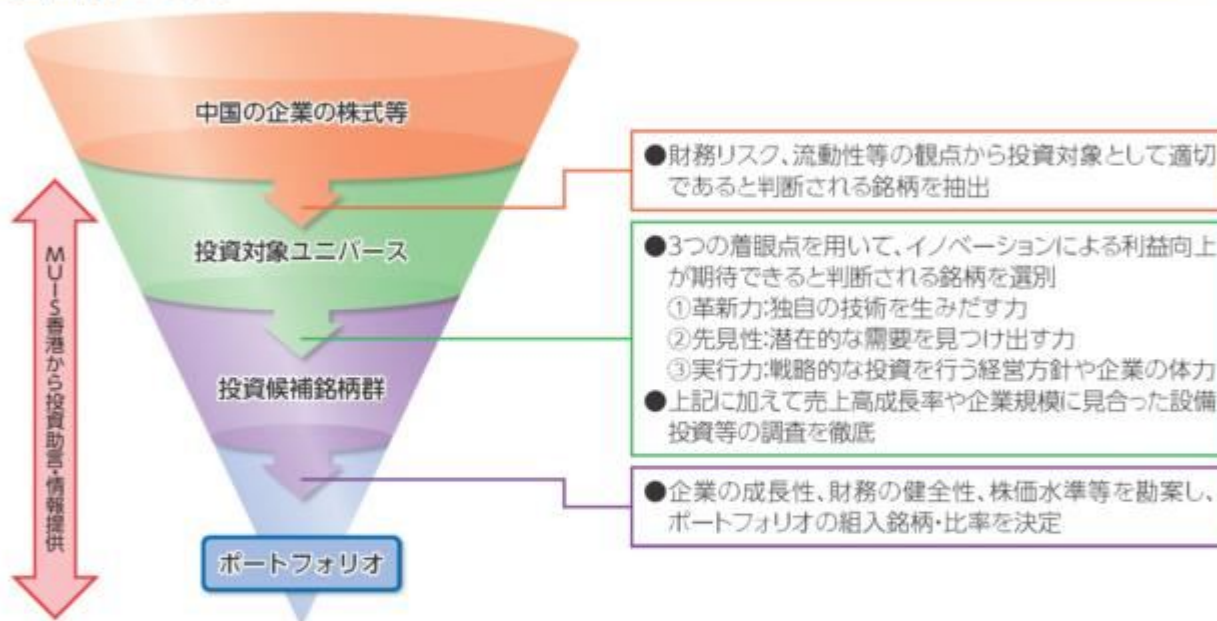 中国の企業の株式等
●財務リスク、流動性等の観点から投資対象として適切
であると判断される銘柄を抽出
投資対象ユニバース
●3つの着眼点を用いて、イノベーションによる利益向上
が期待できると判断される銘柄を選別
①革新力:独自の技術を生みだす力
②先見性:潜在的な需要を見つけ出す力
③実行力:戦略的な投資を行う経営方針や企業の体力
●上記に加えて売上高成長率や企業規模に見合った設備
投資等の調査を徹底
投資候補銘柄群
●企業の成長性、財務の健全性、株価水準等を勘案し、
ポートフォリオの組入銘柄・比率を決定
ポートフォリオ
MUIS香港から投資助言・情報提供